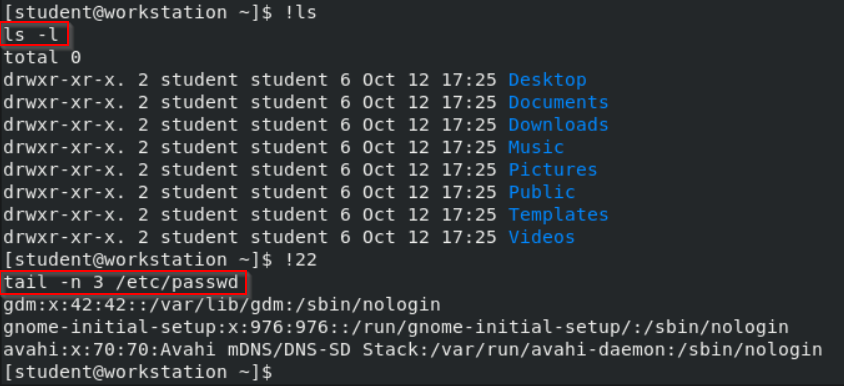 [student@workstation ~]$ !ls
ls -l
total 0
drwxr-xr-x. 2 student student 6 Oct 12 17:25 Desktop
drwxr-xr-x. 2 student student 6 Oct 12 17:25 Documents
drwxr-xr-x. 2 student student 6 Oct 12 17:25 Downloads
drwxr-xr-x. 2 student student 6 Oct 12 17:25 Music
drwxr-xr-x. 2 student student 6 Oct 12 17:25 Pictures
drwxr-xr-x. 2 student student 6 Oct 12 17:25 Public
drwxr-xr-x. 2 student student 6 Oct 12 17:25 Templates
drwxr-xr-x. 2 student student 6 Oct 12 17:25 Videos
[student@workstation ~]$ !22
tail -n 3 /etc/passwd
gdm:x:42:42::/var/lib/gdm:/sbin/nologin
gnome-initial-setup:x:976:976::/run/gnome-initial-setup/:/sbin/nologin
avahi:x:70:70:Avahi mDNS/DNS-SD Stack:/var/run/avahi-daemon:/sbin/nologin
[student@workstation ~]$